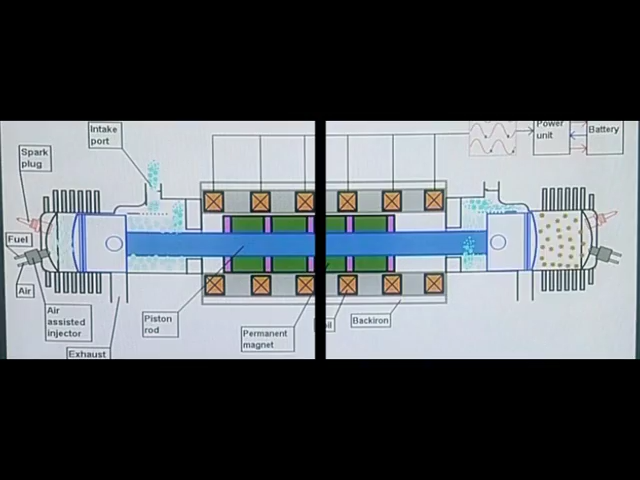 Intake
port
Spark
plug
Fuel
Air
Air
assisted
injector
Exhaust
Piston
rod
Permanent
magnet
Backiron
Power
unit
Battery